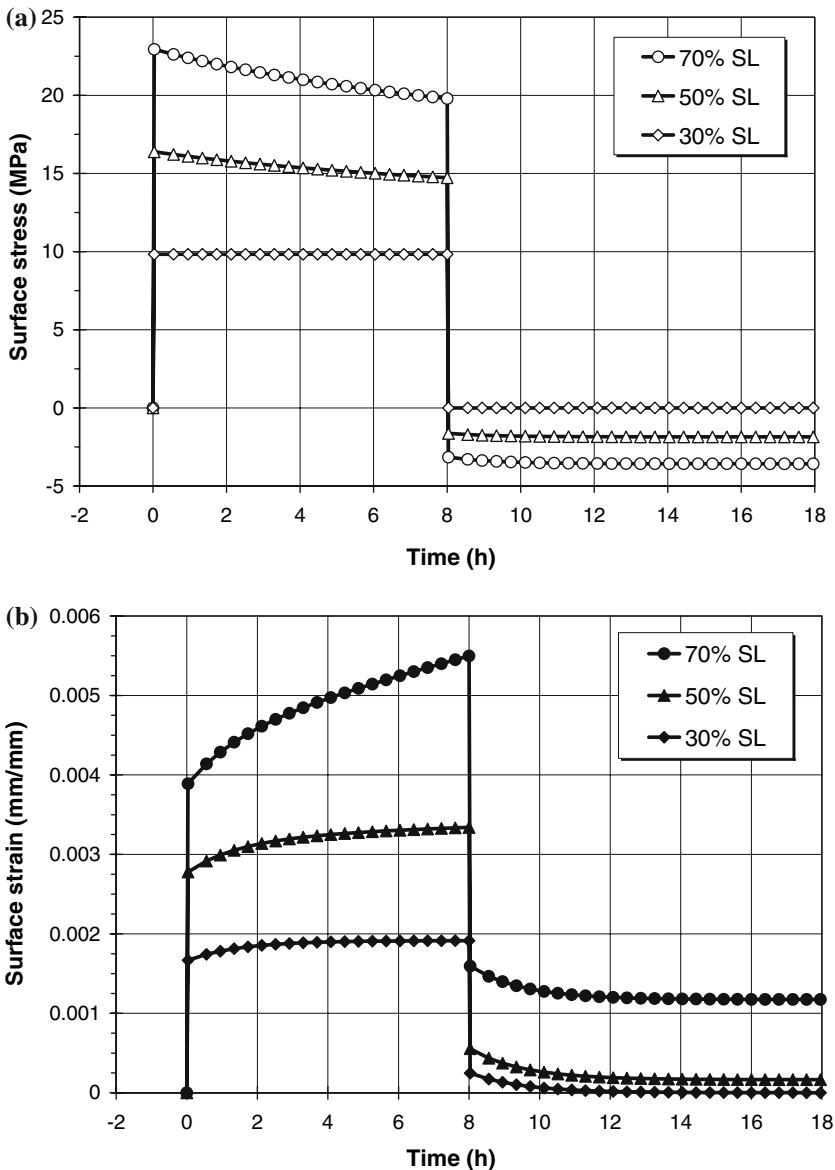 (a)
25
20
15
10
5
0
-5
Surface stress (MPa)
70% SL
50% SL
30% SL
-2 0 2 4 6 8 10 12 14 16 18
Time (h)
(b)
0.006
0.005
0.004
0.003
0.002
0.001
0
Surface strain (mm/mm)
70% SL
50% SL
30% SL
-2 0 2 4 6 8 10 12 14 16 18
Time (h)